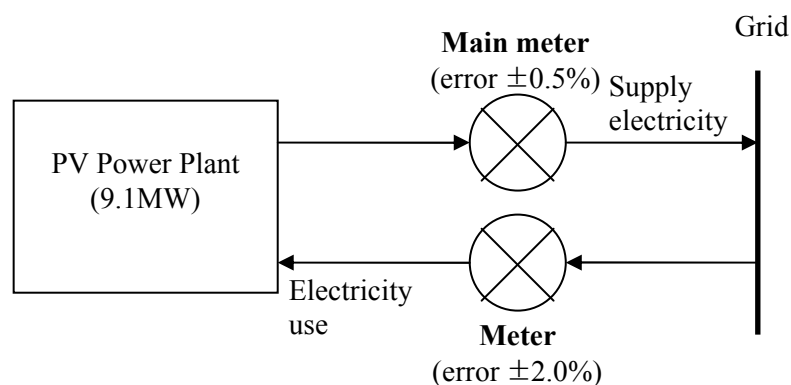 Grid
Main meter
(error ±0.5%)
Supply
electricity
PV Power Plant
(9.1MW)
Electricity
use
Meter
(error ±2.0%)